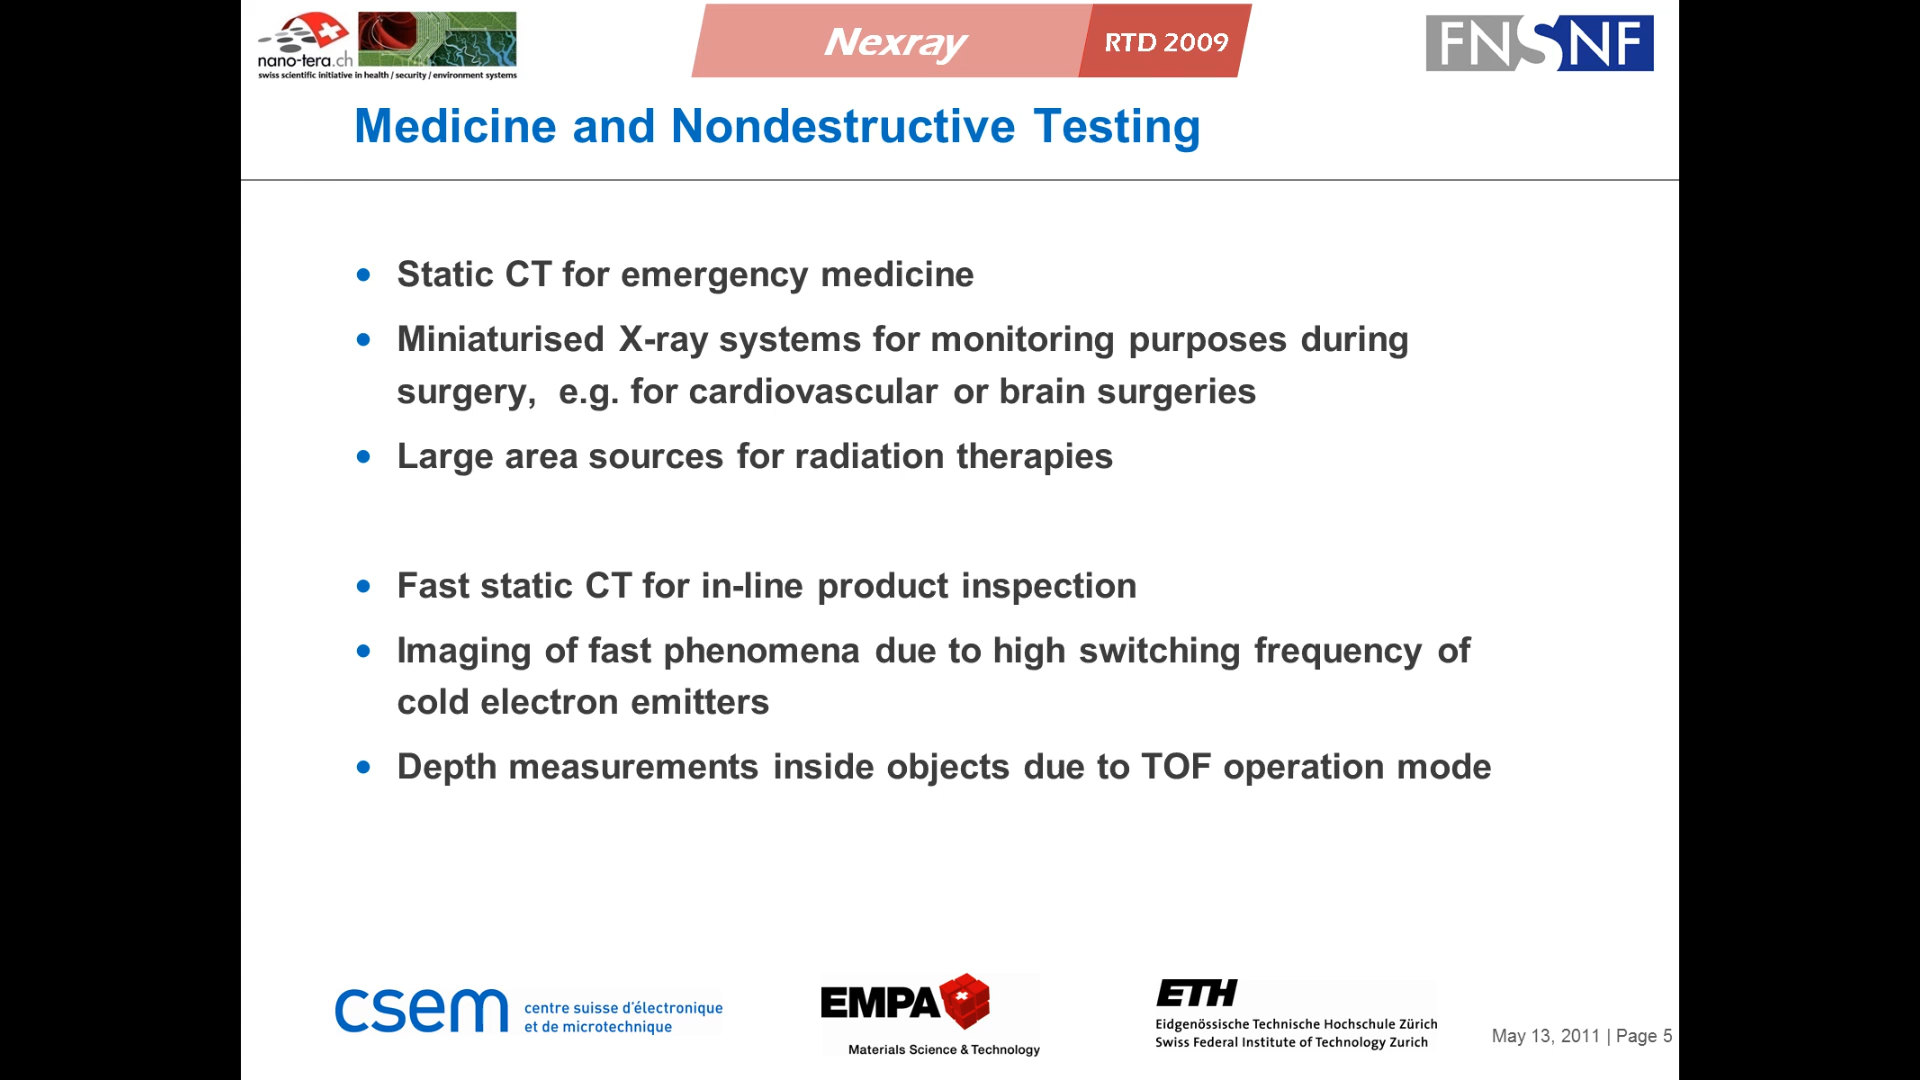 nano-tera.ch
swiss scientific initiative in health / security / environment systems
Nexray
RTD 2009
FNSNF
Medicine and Nondestructive Testing
• Static CT for emergency medicine
• Miniaturised X-ray systems for monitoring purposes during
surgery, e.g. for cardiovascular or brain surgeries
• Large area sources for radiation therapies
• Fast static CT for in-line product inspection
• Imaging of fast phenomena due to high switching frequency of
cold electron emitters
• Depth measurements inside objects due to TOF operation mode
csem
centre suisse d'électronique
et de microtechnique
EMPA
Materials Science & Technology
ETH
Eidgenössische Technische Hochschule Zürich
Swiss Federal Institute of Technology Zurich
May 13, 2011 | Page 5